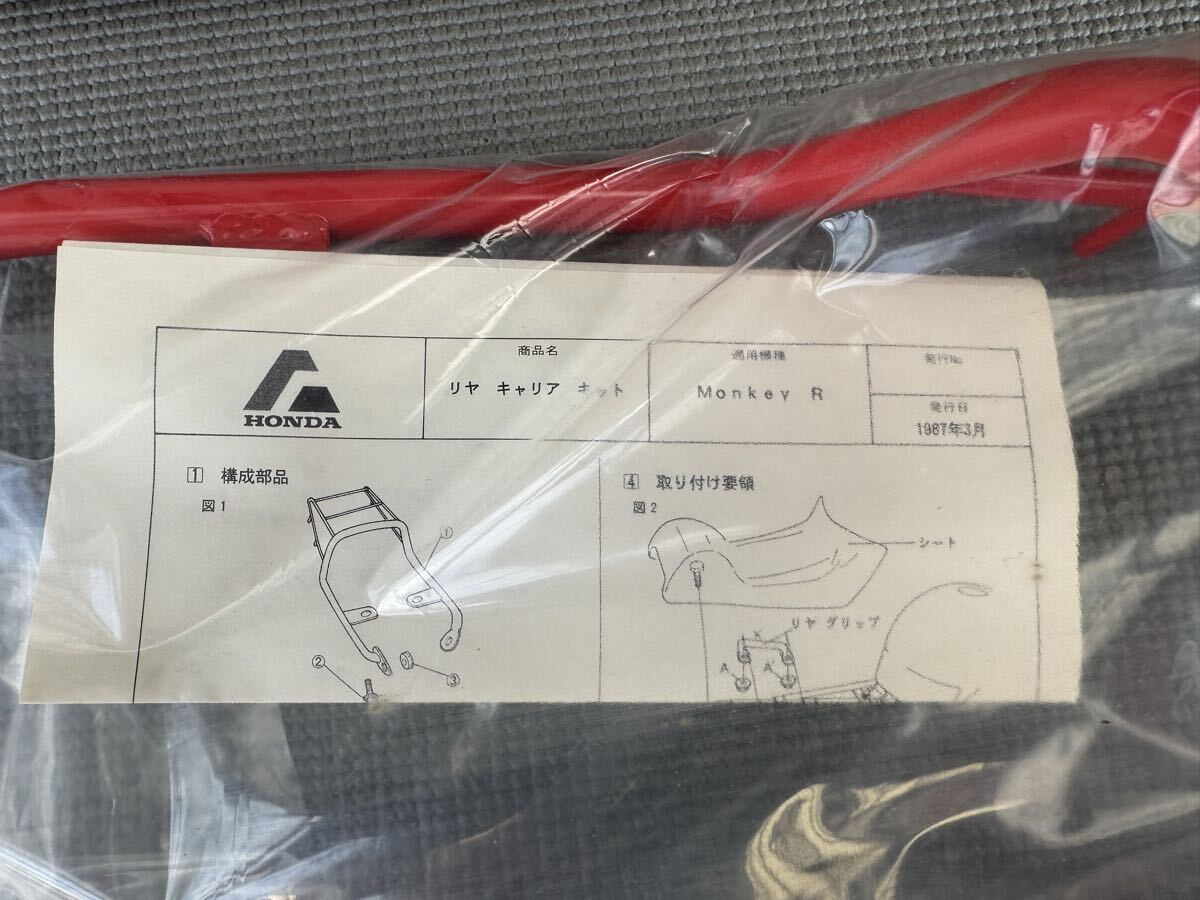 HONDA
商品名
リヤ キャリア キット
適用機種
Monkey R
発行No.
発行日
1987年3月
1 構成部品
図1
①
②
③
4 取り付け要領
図2
シート
リヤ グリップ
A
A